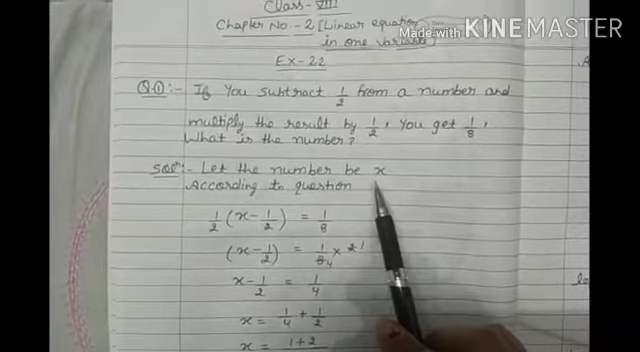 Class - VIII
Chapter No. - 2 [Linear equation
in one variable]
Made with KINEMASTER
Ex - 2.2
Q.1) :- If You subtract 1/2 from a number and
multiply the result by 1/2, You get 1/8,
What is the number?
Solⁿ:- Let the number be x
According to question
1/2 (x - 1/2) = 1/8
(x - 1/2) = 1/8₄ × 2¹
x - 1/2 = 1/4
x = 1/4 + 1/2
x = 1 + 2